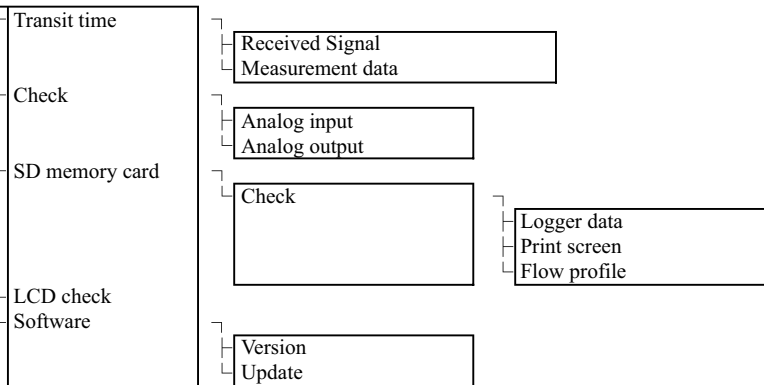 Transit time
Received Signal
Measurement data
Check
Analog input
Analog output
SD memory card
Check
Logger data
Print screen
Flow profile
LCD check
Software
Version
Update